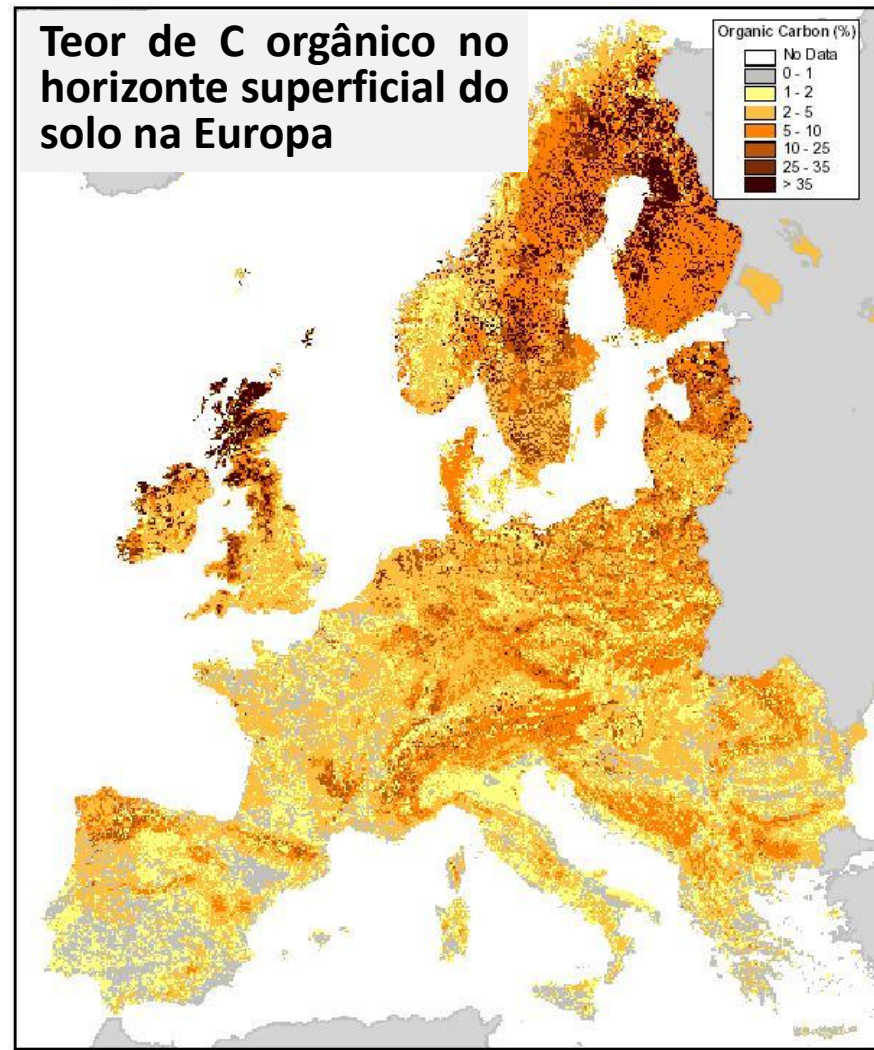 Teor de C orgânico no
horizonte superficial do
solo na Europa
Organic Carbon (%)
No Data
0 - 1
1 - 2
2 - 5
5 - 10
10 - 25
25 - 35
> 35